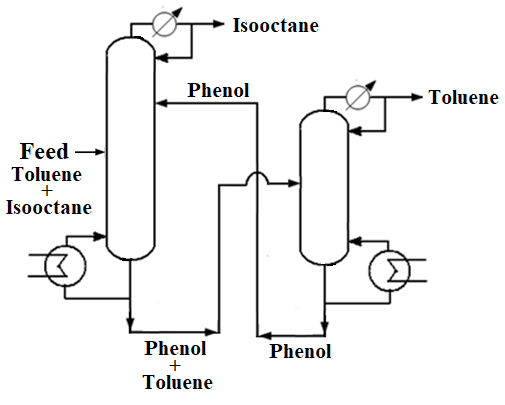 Isooctane
Phenol
Toluene
Feed
Toluene
+
Isooctane
Phenol
+
Toluene
Phenol